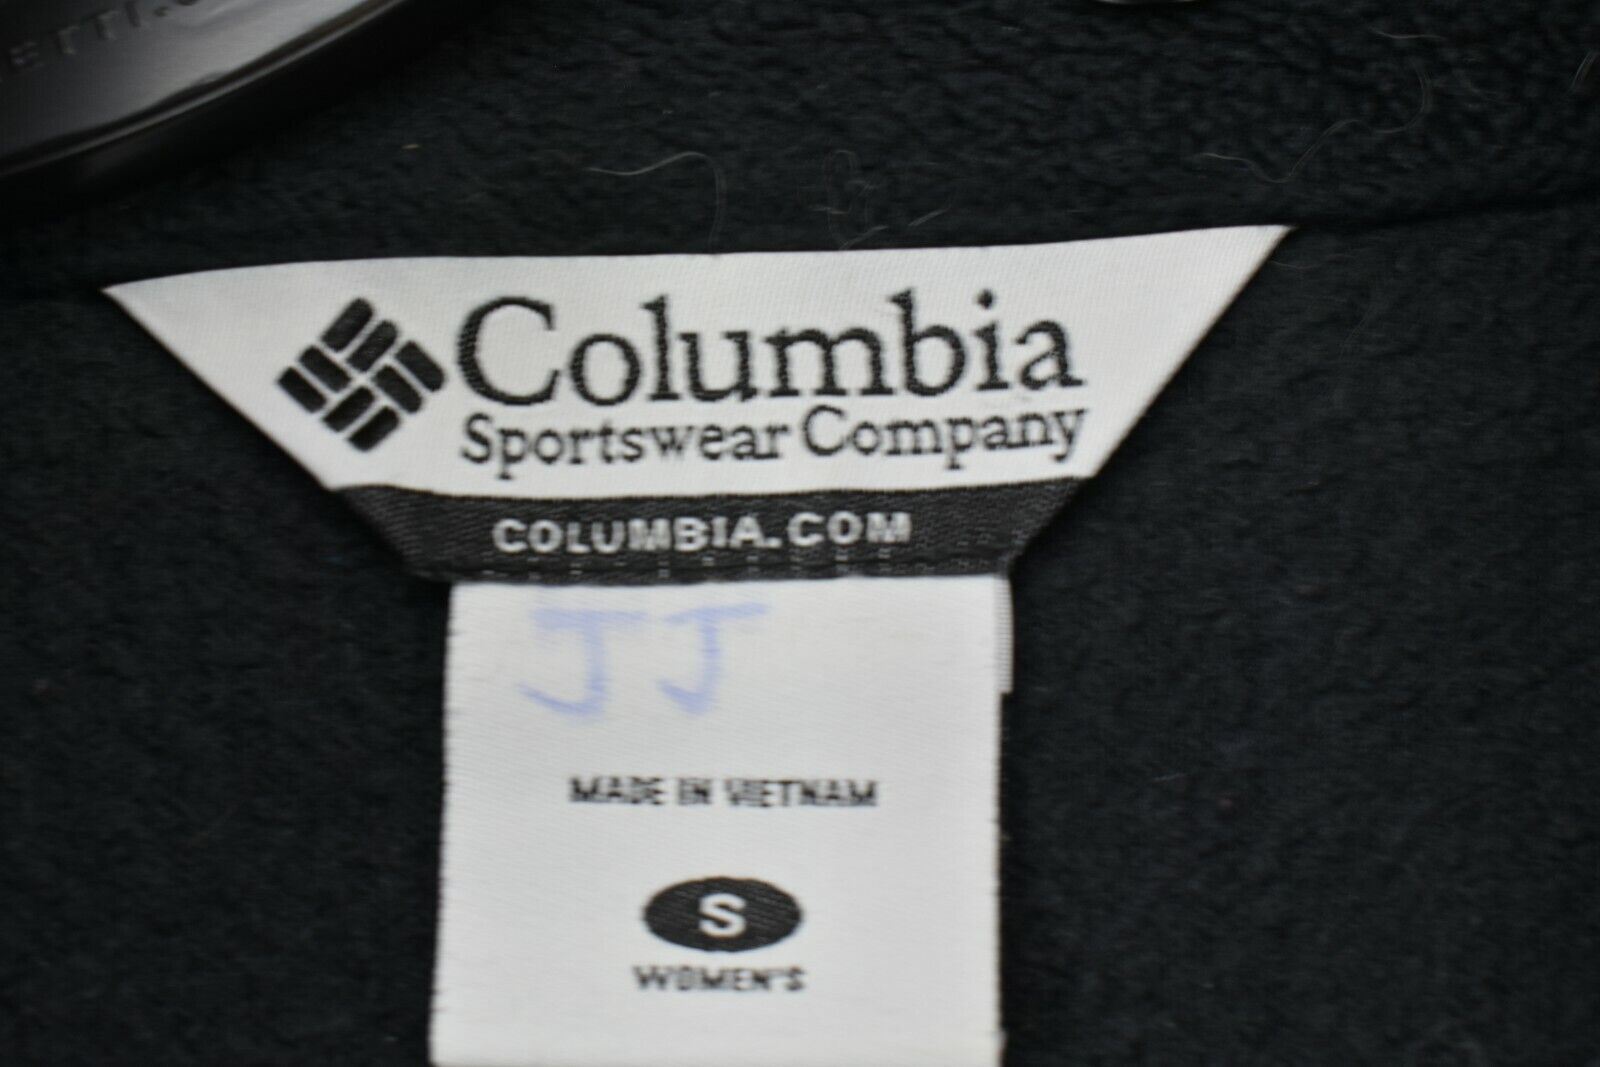 Columbia
Sportswear Company
COLUMBIA.COM
JJ
MADE IN VIETNAM
S
WOMEN'S